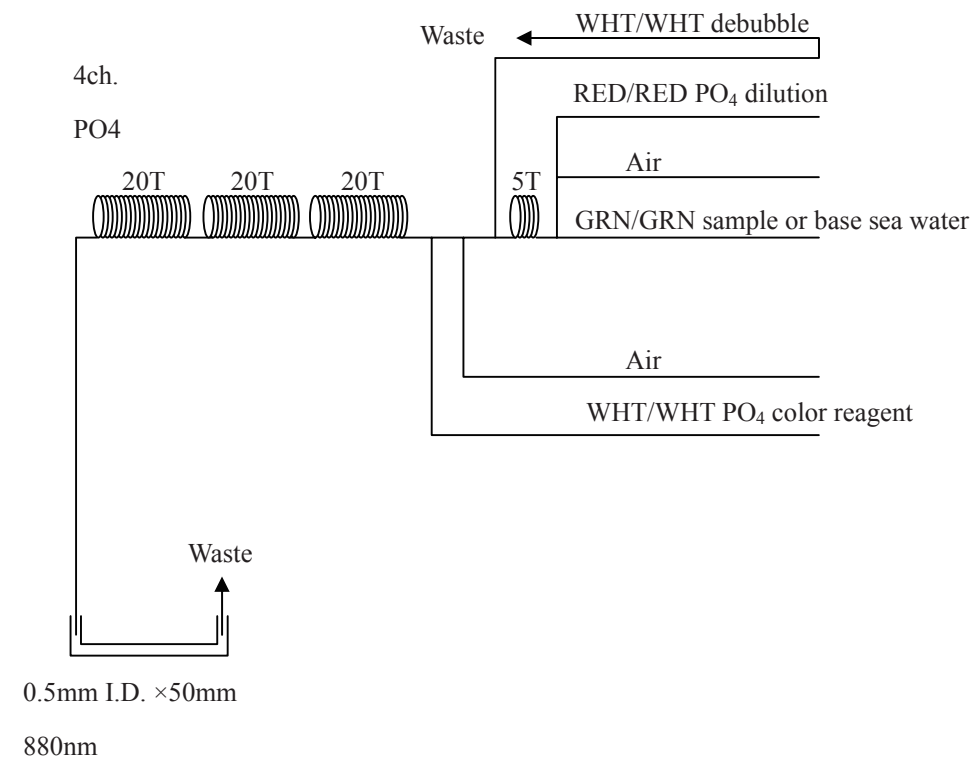 WHT/WHT debubble
Waste
4ch.
RED/RED PO₄ dilution
PO4
Air
20T 20T 20T 5T
GRN/GRN sample or base sea water
Air
WHT/WHT PO₄ color reagent
Waste
0.5mm I.D. ×50mm
880nm